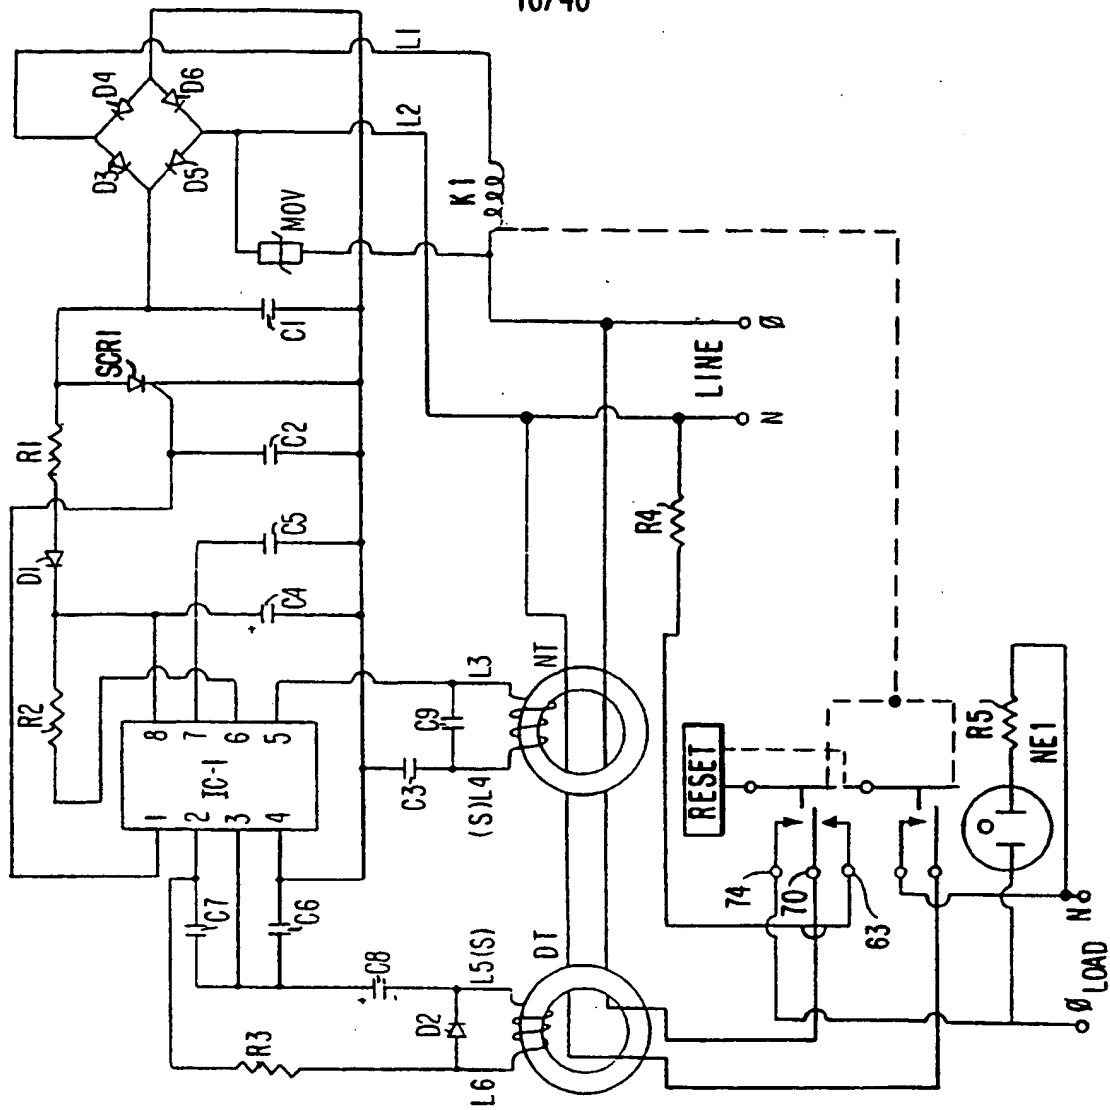 16/40
L1
D4
D6
L2
D3
D5
K1
MOV
C1
SCR1
Ø
LINE
N
R1
C2
C5
R4
D1
C4
R2
L3
NT
8
7
6
5
C9
IC-1
C3
(S)L4
1
2
3
4
RESET
R5
NE1
C7
C6
74
70
63
N
C8
L5(S)
DT
LOAD
Ø
D2
R3
L6